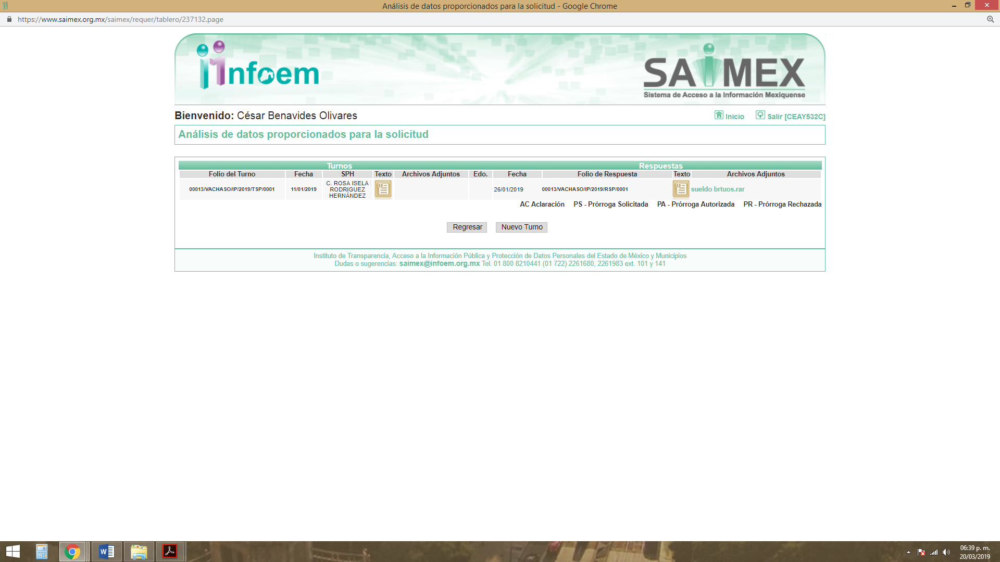 Análisis de datos proporcionados para la solicitud - Google Chrome
https://www.saimex.org.mx/saimex/requer/tablero/237132.page
infoem
SAIMEX
Sistema de Acceso a la Información Mexiquense
Bienvenido: César Benavides Olivares
Inicio Salir [CEAY532C]
Análisis de datos proporcionados para la solicitud
Turnos Respuestas
Folio del Turno Fecha SPH Texto Archivos Adjuntos Edo. Fecha Folio de Respuesta Texto Archivos Adjuntos
00013/VACHASO/IP/2019/TSP/0001 11/01/2019 C. ROSA ISELA RODRÍGUEZ HERNÁNDEZ 26/01/2019 00013/VACHASO/IP/2019/RSP/0001 sueldo brtuos.rar
AC Aclaración PS - Prórroga Solicitada PA - Prórroga Autorizada PR - Prórroga Rechazada
Regresar Nuevo Turno
Instituto de Transparencia, Acceso a la Información Pública y Protección de Datos Personales del Estado de México y Municipios
Dudas o sugerencias: saimex@infoem.org.mx Tel. 01 800 8210441 (01 722) 2261680, 2261983 ext. 101 y 141
06:39 p. m.
20/03/2019